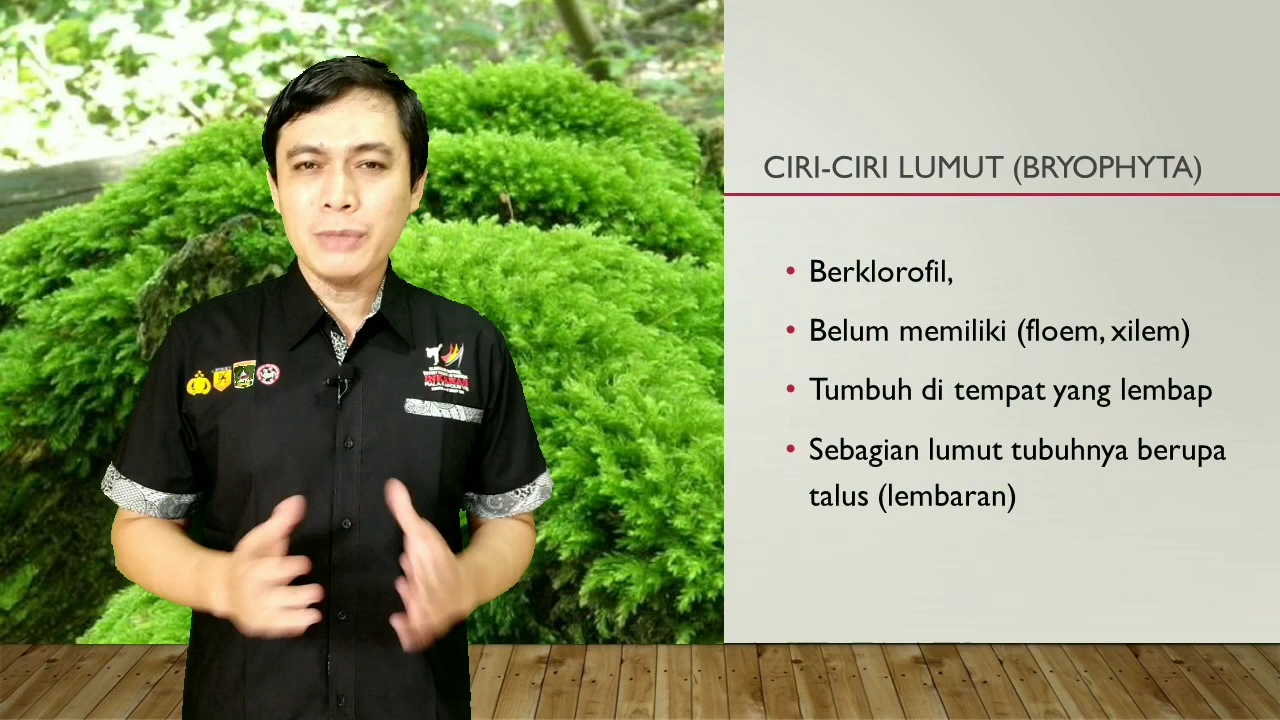 CIRI-CIRI LUMUT (BRYOPHYTA)
• Berklorofil,
• Belum memiliki (floem, xilem)
• Tumbuh di tempat yang lembap
• Sebagian lumut tubuhnya berupa
talus (lembaran)